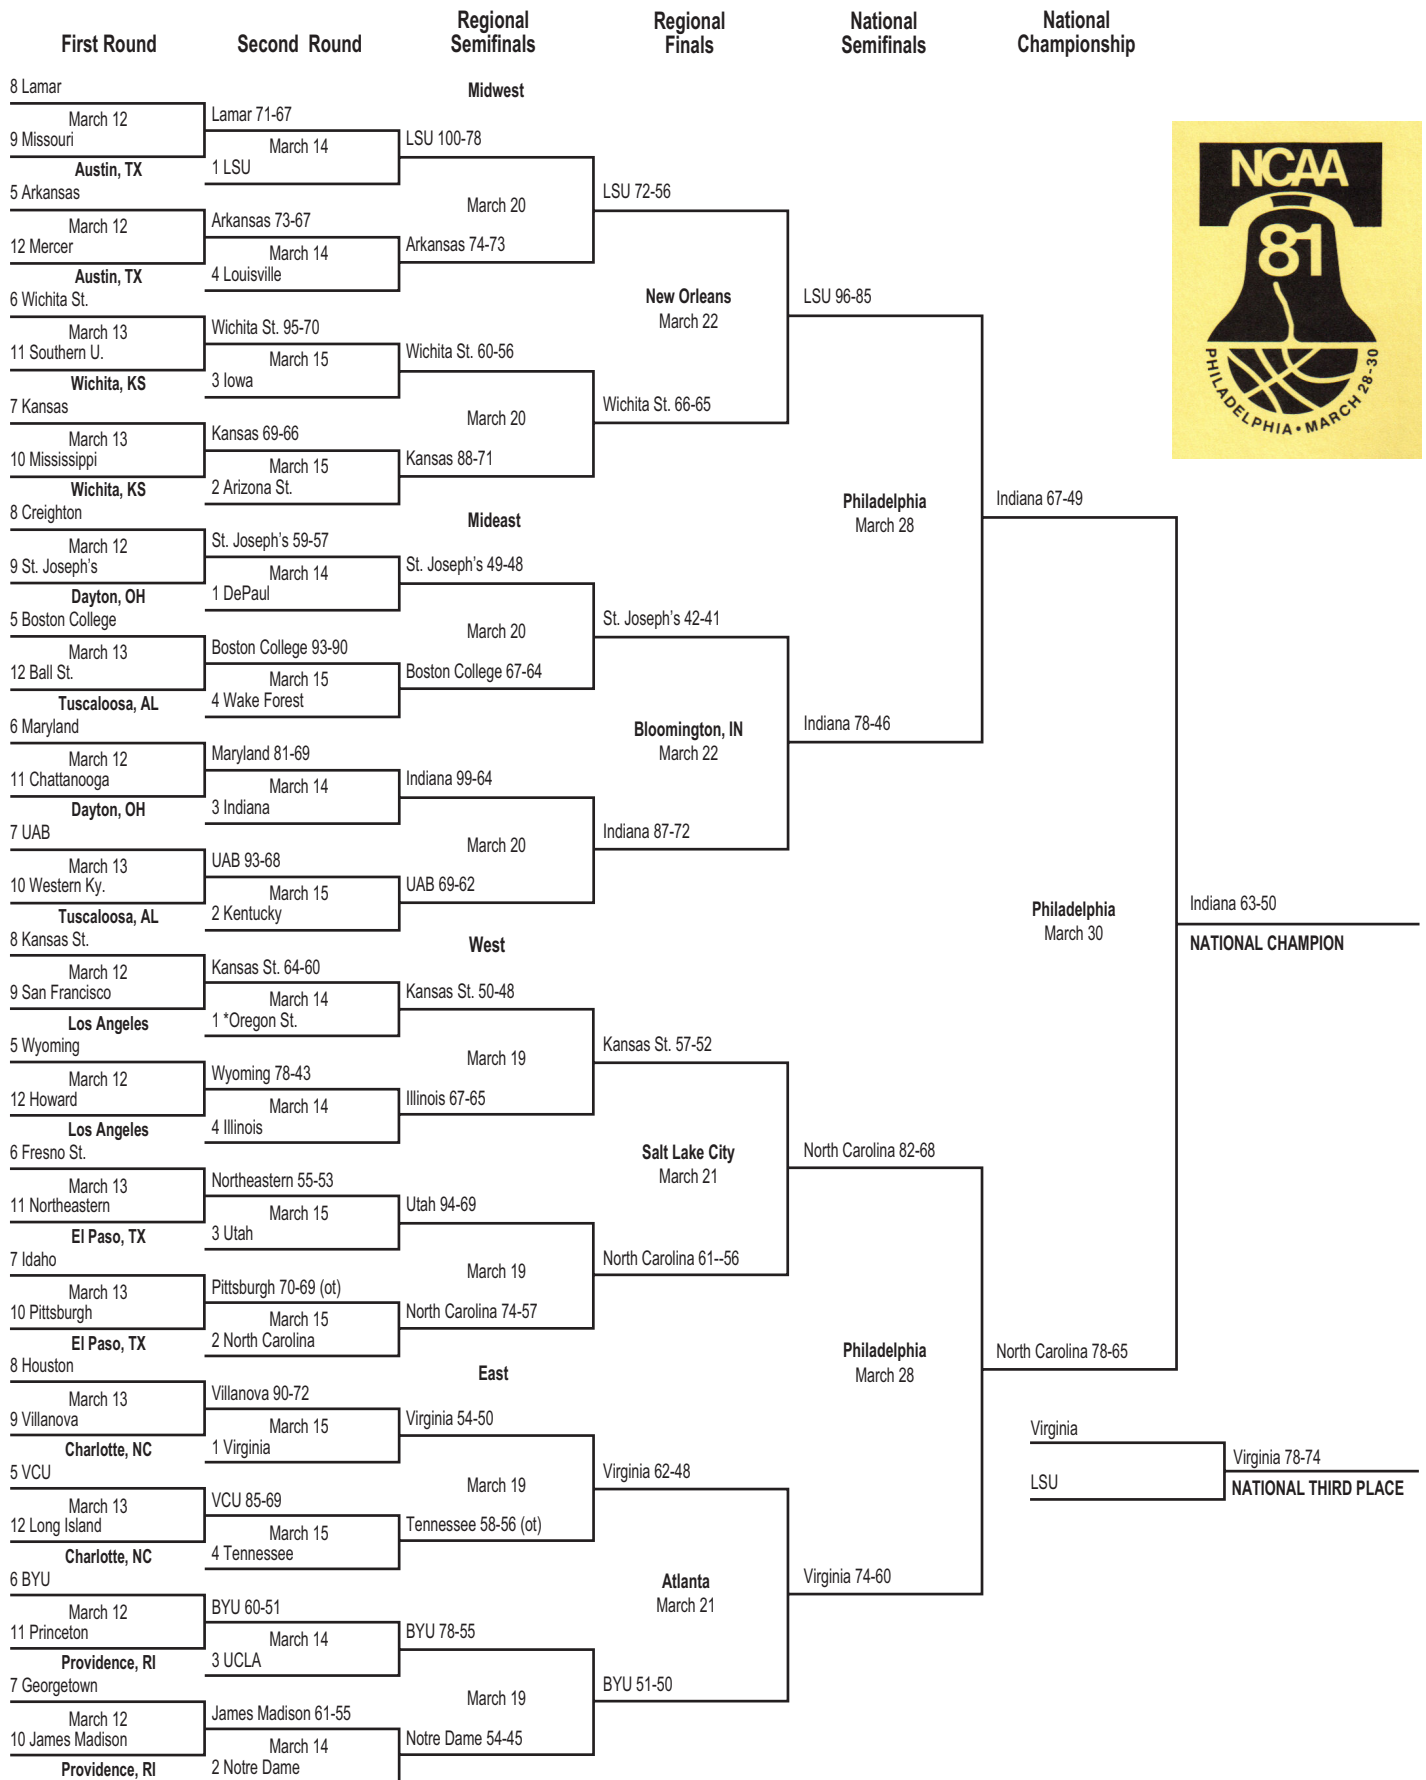 First Round
Second Round
Regional
Semifinals
Regional
Finals
National
Semifinals
National
Championship
Midwest
8 Lamar
March 12
9 Missouri
Austin, TX
5 Arkansas
March 12
12 Mercer
Austin, TX
6 Wichita St.
March 13
11 Southern U.
Wichita, KS
7 Kansas
March 13
10 Mississippi
Wichita, KS
Lamar 71-67
March 14
1 LSU
Arkansas 73-67
March 14
4 Louisville
Wichita St. 95-70
March 15
3 Iowa
Kansas 69-66
March 15
2 Arizona St.
LSU 100-78
March 20
Arkansas 74-73
Wichita St. 60-56
March 20
Kansas 88-71
LSU 72-56
New Orleans
March 22
Wichita St. 66-65
LSU 96-85
Mideast
8 Creighton
March 12
9 St. Joseph's
Dayton, OH
5 Boston College
March 13
12 Ball St.
Tuscaloosa, AL
6 Maryland
March 12
11 Chattanooga
Dayton, OH
7 UAB
March 13
10 Western Ky.
Tuscaloosa, AL
St. Joseph's 59-57
March 14
1 DePaul
Boston College 93-90
March 15
4 Wake Forest
Maryland 81-69
March 14
3 Indiana
UAB 93-68
March 15
2 Kentucky
St. Joseph's 49-48
March 20
Boston College 67-64
Indiana 99-64
March 20
UAB 69-62
St. Joseph's 42-41
Bloomington, IN
March 22
Indiana 87-72
Indiana 78-46
Philadelphia
March 28
Indiana 67-49
West
8 Kansas St.
March 12
9 San Francisco
Los Angeles
5 Wyoming
March 12
12 Howard
Los Angeles
6 Fresno St.
March 13
11 Northeastern
El Paso, TX
7 Idaho
March 13
10 Pittsburgh
El Paso, TX
Kansas St. 64-60
March 14
1 *Oregon St.
Wyoming 78-43
March 14
4 Illinois
Northeastern 55-53
March 15
3 Utah
Pittsburgh 70-69 (ot)
March 15
2 North Carolina
Kansas St. 50-48
March 19
Illinois 67-65
Utah 94-69
March 19
North Carolina 74-57
Kansas St. 57-52
Salt Lake City
March 21
North Carolina 61--56
North Carolina 82-68
East
8 Houston
March 13
9 Villanova
Charlotte, NC
5 VCU
March 13
12 Long Island
Charlotte, NC
6 BYU
March 12
11 Princeton
Providence, RI
7 Georgetown
March 12
10 James Madison
Providence, RI
Villanova 90-72
March 15
1 Virginia
VCU 85-69
March 15
4 Tennessee
BYU 60-51
March 14
3 UCLA
James Madison 61-55
March 14
2 Notre Dame
Virginia 54-50
March 19
Tennessee 58-56 (ot)
BYU 78-55
March 19
Notre Dame 54-45
Virginia 62-48
Atlanta
March 21
BYU 51-50
Virginia 74-60
Philadelphia
March 28
North Carolina 78-65
Philadelphia
March 30
Indiana 63-50
NATIONAL CHAMPION
Virginia
LSU
Virginia 78-74
NATIONAL THIRD PLACE
NCAA
81
PHILADELPHIA • MARCH 28-30